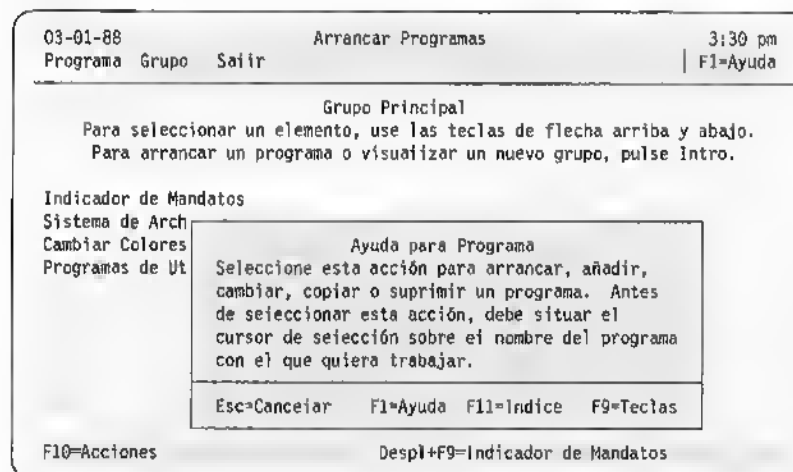 03-01-88 Arrancar Programas 3:30 pm
Programa Grupo Salir | F1=Ayuda
Grupo Principal
Para seleccionar un elemento, use las teclas de flecha arriba y abajo.
Para arrancar un programa o visualizar un nuevo grupo, pulse Intro.
Indicador de Mandatos
Sistema de Arch
Cambiar Colores
Programas de Ut
Ayuda para Programa
Seleccione esta acción para arrancar, añadir,
cambiar, copiar o suprimir un programa. Antes
de seleccionar esta acción, debe situar el
cursor de selección sobre el nombre del programa
con el que quiera trabajar.
Esc=Cancelar F1=Ayuda F11=Indice F9=Teclas
F10=Acciones Despl+F9=Indicador de Mandatos